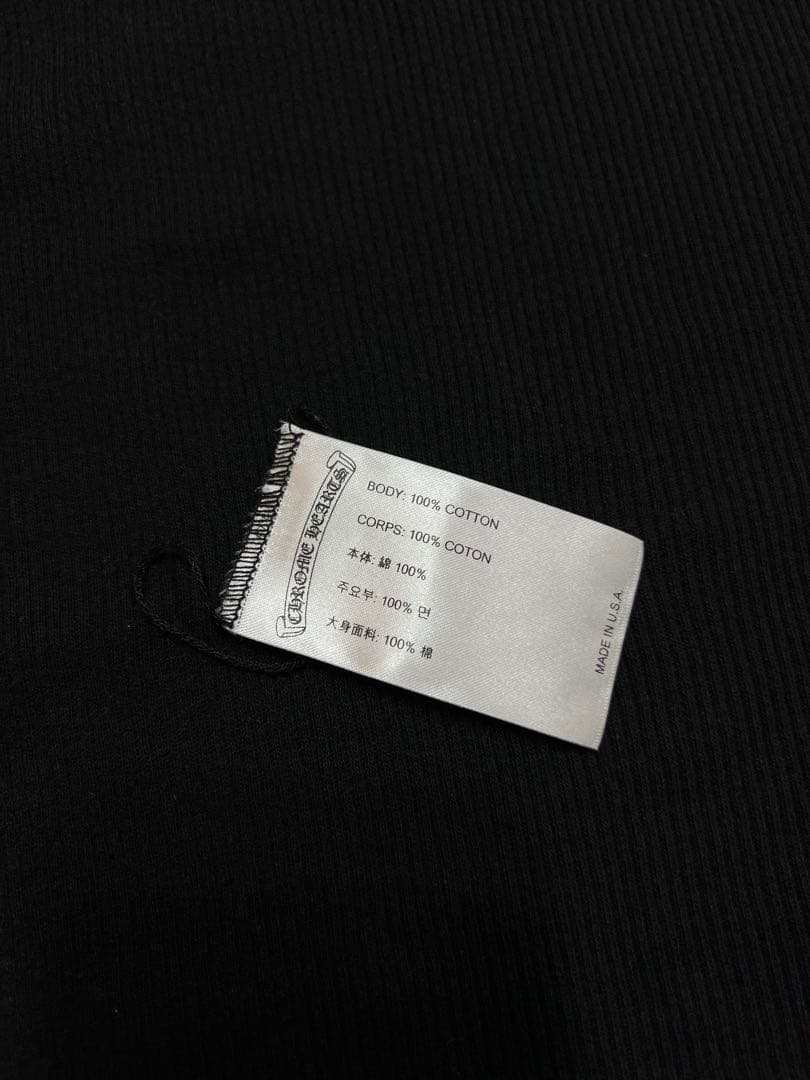 CHROME HEARTS
BODY: 100% COTTON
CORPS: 100% COTON
本体: 綿 100%
주요부: 100% 면
大身面料: 100% 棉
MADE IN U.S.A.